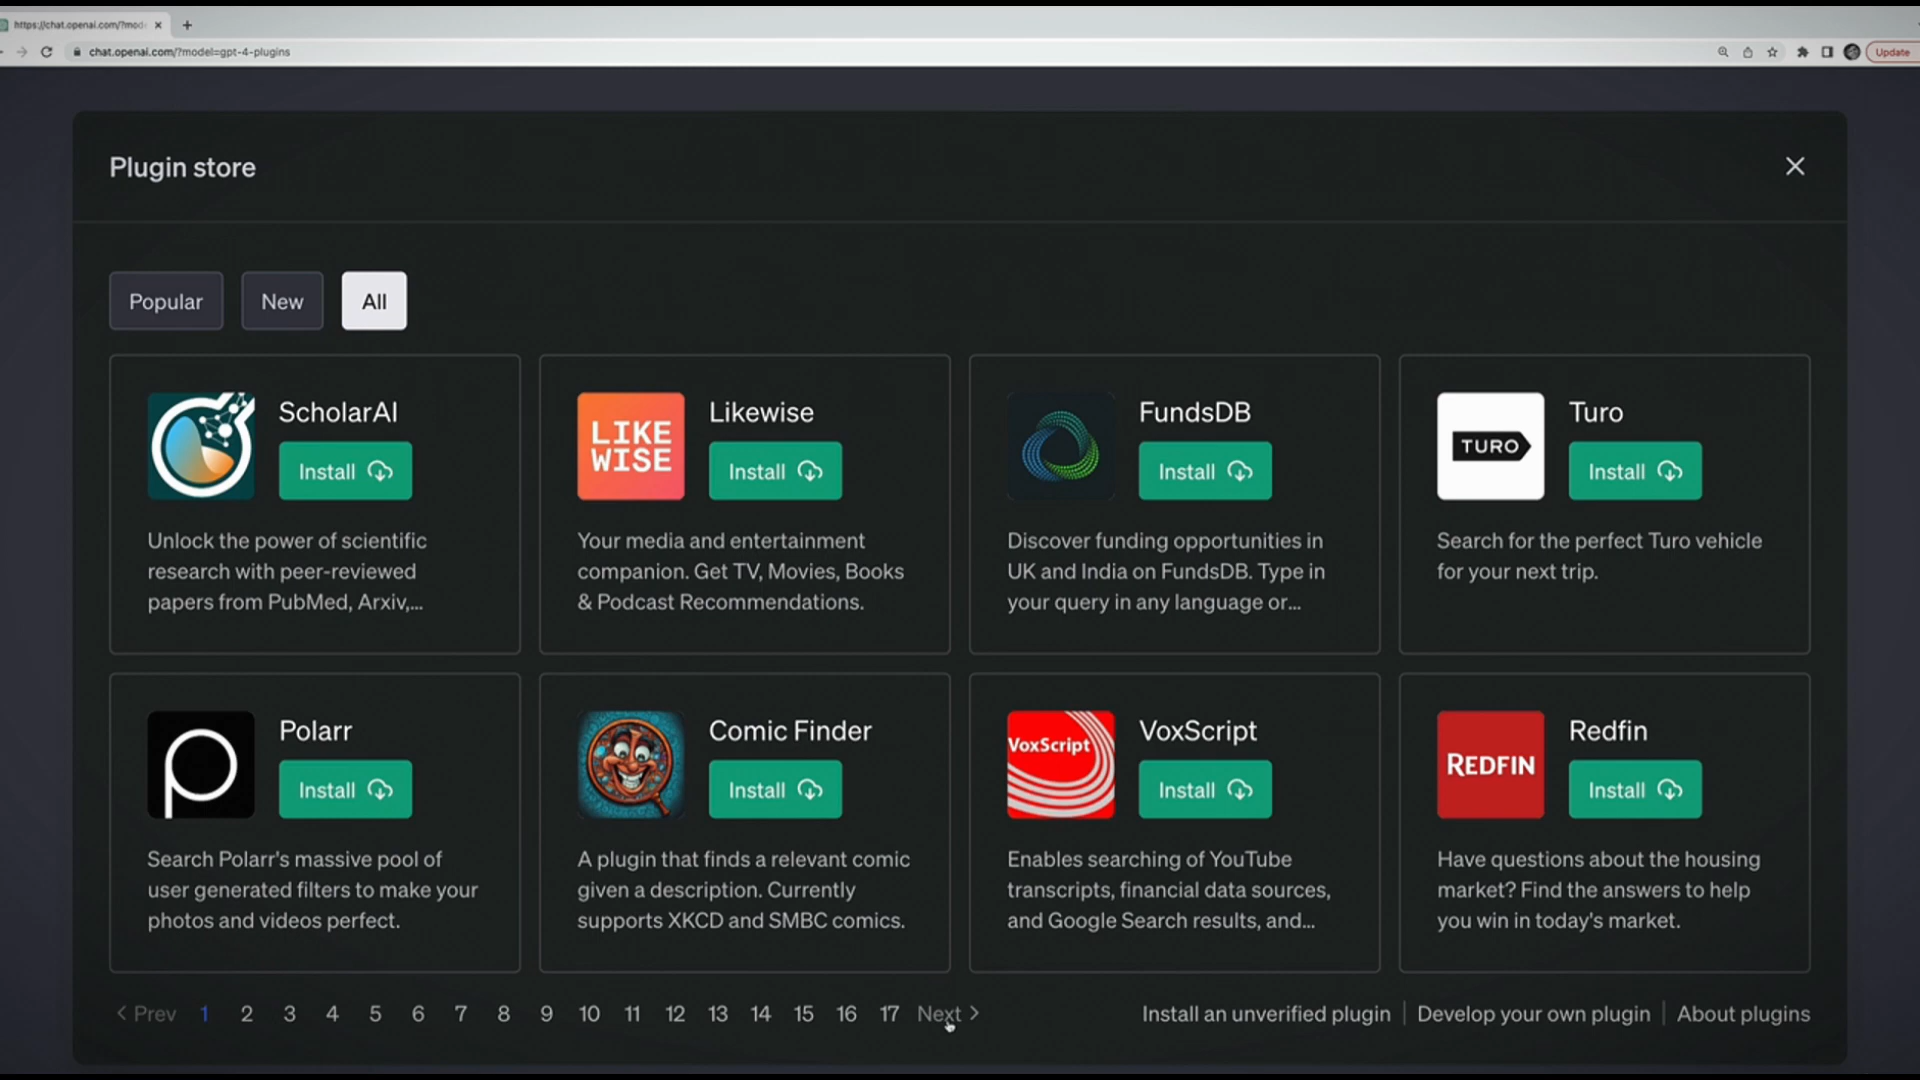 https://chat.openai.com/?mod
chat.openai.com/?model=gpt-4-plugins
Update
Plugin store
Popular
New
All
ScholarAI
Install
Unlock the power of scientific
research with peer-reviewed
papers from PubMed, Arxiv,...
LIKE
WISE
Likewise
Install
Your media and entertainment
companion. Get TV, Movies, Books
& Podcast Recommendations.
FundsDB
Install
Discover funding opportunities in
UK and India on FundsDB. Type in
your query in any language or...
TURO
Turo
Install
Search for the perfect Turo vehicle
for your next trip.
Polarr
Install
Search Polarr's massive pool of
user generated filters to make your
photos and videos perfect.
Comic Finder
Install
A plugin that finds a relevant comic
given a description. Currently
supports XKCD and SMBC comics.
VoxScript
VoxScript
Install
Enables searching of YouTube
transcripts, financial data sources,
and Google Search results, and...
REDFIN
Redfin
Install
Have questions about the housing
market? Find the answers to help
you win in today's market.
Prev 1 2 3 4 5 6 7 8 9 10 11 12 13 14 15 16 17 Next
Install an unverified plugin
Develop your own plugin
About plugins